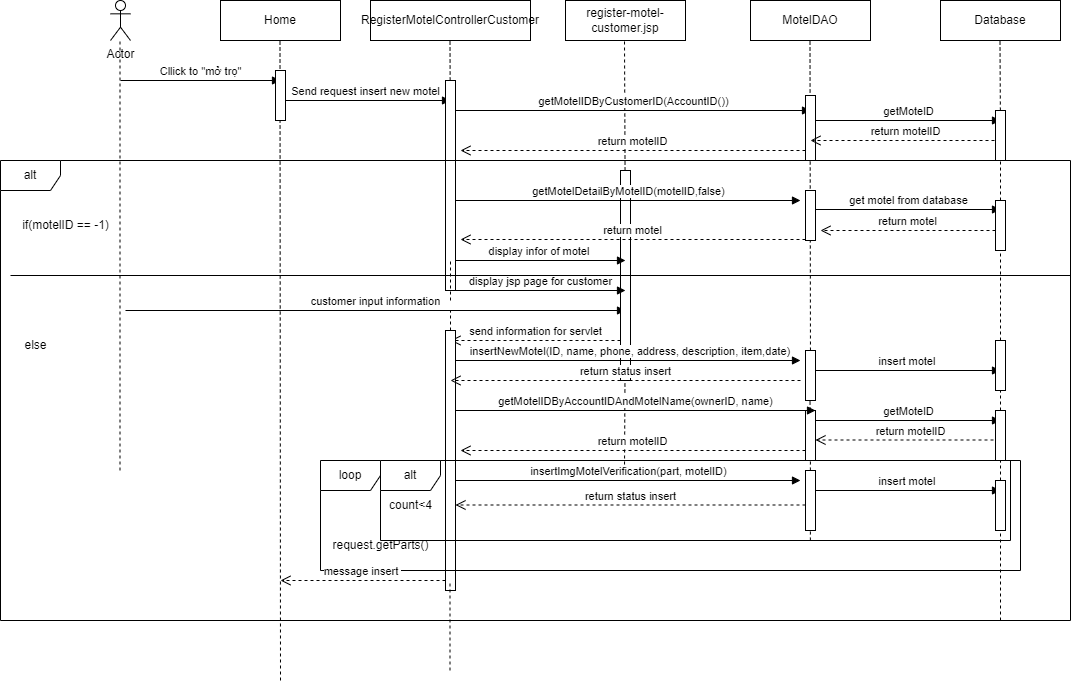 Home
RegisterMotelControllerCustomer
register-motel-
customer.jsp
MotelDAO
Database
Actor
Cllick to "mở trọ"
Send request insert new motel
getMotelIDByCustomerID(AccountID())
getMoteID
return motelID
return motelID
alt
getMotelDetailByMotelID(motelID,false)
get motel from database
if(motelID == -1)
return motel
return motel
display infor of motel
display jsp page for customer
customer input information
send information for servlet
else
insertNewMotel(ID, name, phone, address, description, item,date)
insert motel
return status insert
getMotelIDByAccountIDAndMotelName(ownerID, name)
getMoteID
return motelID
return motelID
loop
alt
insertImgMotelVerification(part, motelID)
insert motel
return status insert
count<4
request.getParts()
message insert